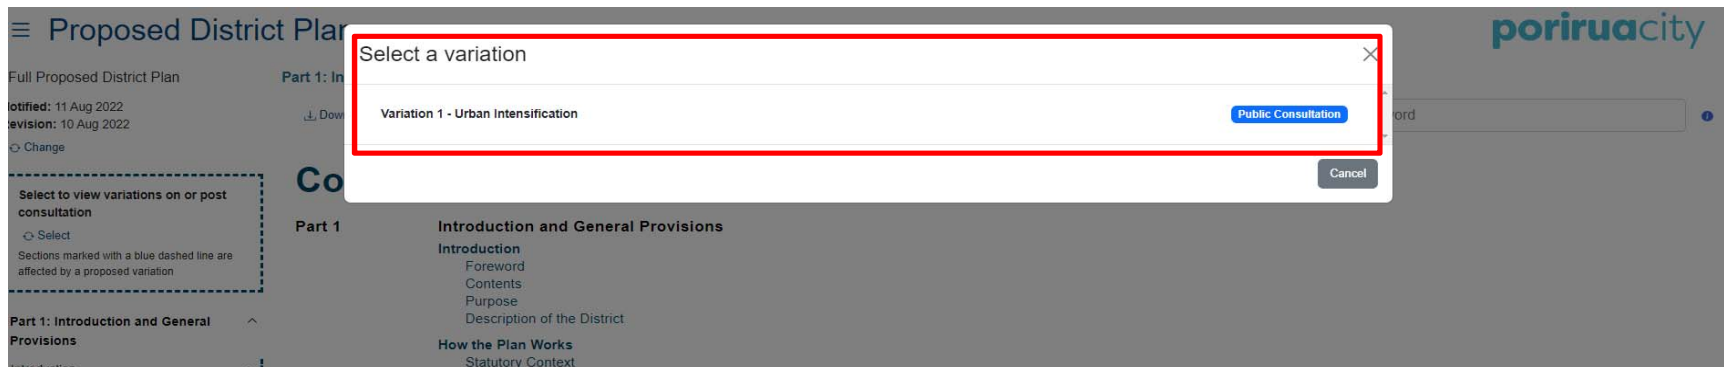 Proposed District Plan
poriruacity
Select a variation
Variation 1 - Urban Intensification
Public Consultation
Cancel
Full Proposed District Plan
Notified: 11 Aug 2022
Revision: 10 Aug 2022
Change
Select to view variations on or post
consultation
Select
Sections marked with a blue dashed line are
affected by a proposed variation
Part 1: Introduction and General
Provisions
Part 1: In
Dow
ord
Co
Part 1
Introduction and General Provisions
Introduction
Foreword
Contents
Purpose
Description of the District
How the Plan Works
Statutory Context